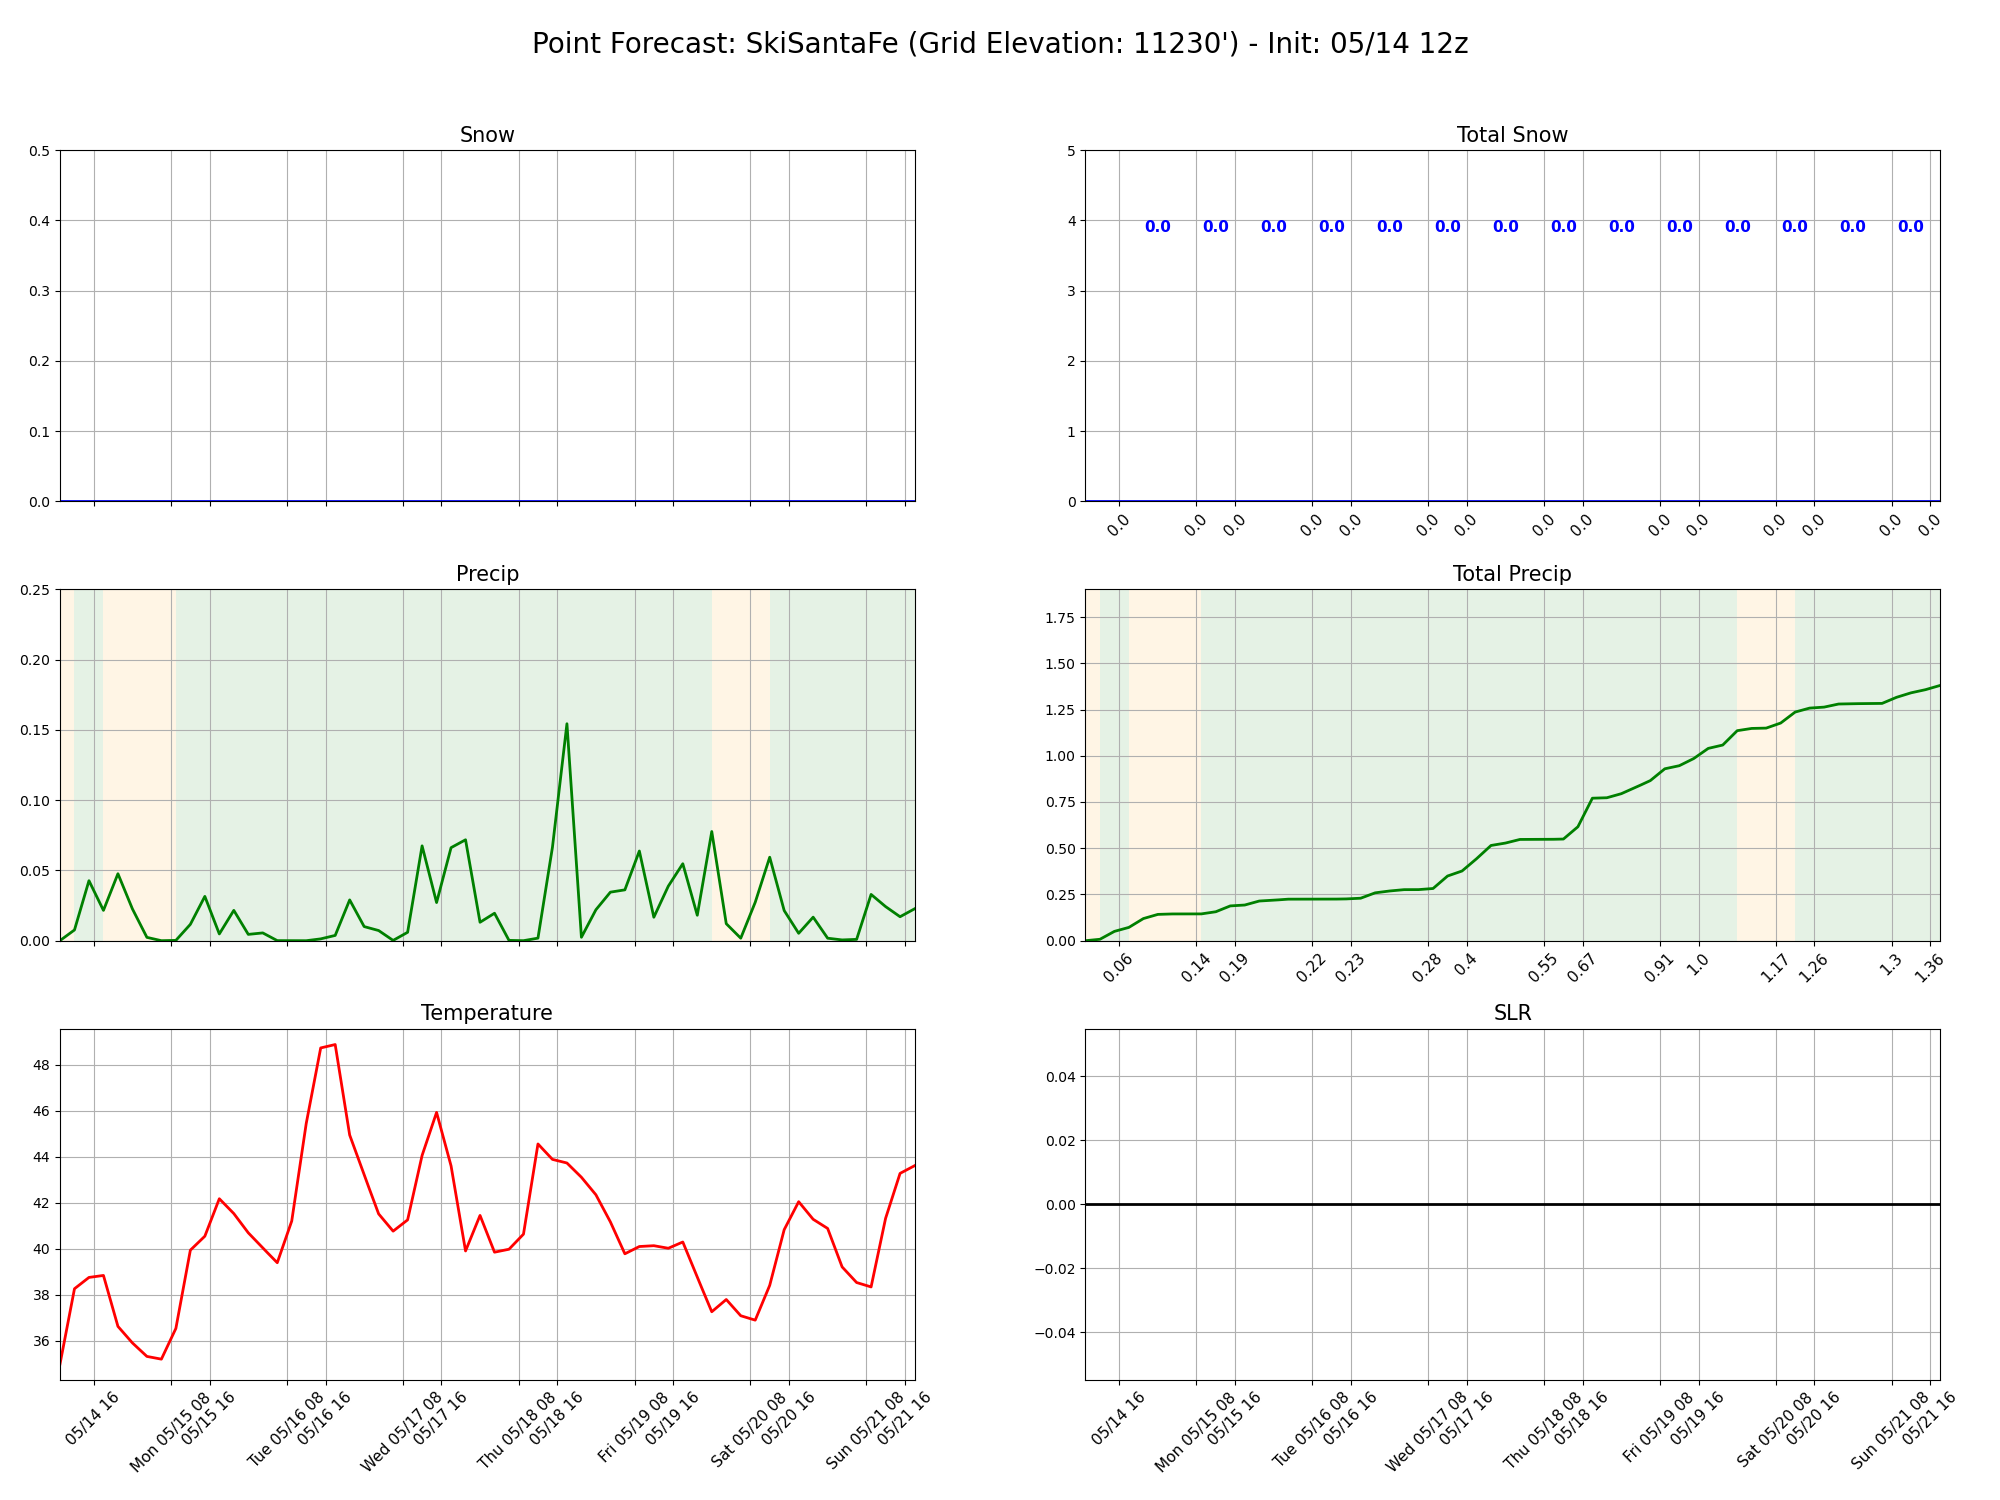 Point Forecast: SkiSantaFe (Grid Elevation: 11230') - Init: 05/14 12z
Snow
0.5
0.4
0.3
0.2
0.1
0.0
Total Snow
5
4
3
2
1
0
0.0 0.0 0.0 0.0 0.0 0.0 0.0 0.0 0.0 0.0 0.0 0.0 0.0 0.0
0.0 0.0 0.0 0.0 0.0 0.0 0.0 0.0 0.0 0.0 0.0 0.0 0.0 0.0 0.0
Precip
0.25
0.20
0.15
0.10
0.05
0.00
Total Precip
1.75
1.50
1.25
1.00
0.75
0.50
0.25
0.00
0.06 0.14 0.19 0.22 0.23 0.28 0.4 0.55 0.67 0.91 1.0 1.17 1.26 1.3 1.36
Temperature
48
46
44
42
40
38
36
05/14 16
Mon 05/15 08
05/15 16
Tue 05/16 08
05/16 16
Wed 05/17 08
05/17 16
Thu 05/18 08
05/18 16
Fri 05/19 08
05/19 16
Sat 05/20 08
05/20 16
Sun 05/21 08
05/21 16
SLR
0.04
0.02
0.00
−0.02
−0.04
05/14 16
Mon 05/15 08
05/15 16
Tue 05/16 08
05/16 16
Wed 05/17 08
05/17 16
Thu 05/18 08
05/18 16
Fri 05/19 08
05/19 16
Sat 05/20 08
05/20 16
Sun 05/21 08
05/21 16